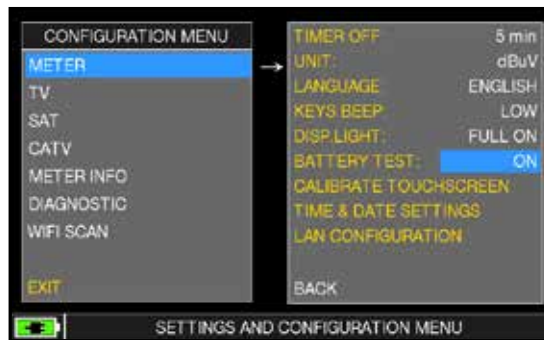 CONFIGURATION MENU
METER
TV
SAT
CATV
METER INFO
DIAGNOSTIC
WIFI SCAN
EXIT
→
TIMER OFF 5 min
UNIT: dBuV
LANGUAGE ENGLISH
KEYS BEEP: LOW
DISP.LIGHT: FULL ON
BATTERY TEST: ON
CALIBRATE TOUCHSCREEN
TIME & DATE SETTINGS
LAN CONFIGURATION
BACK
SETTINGS AND CONFIGURATION MENU